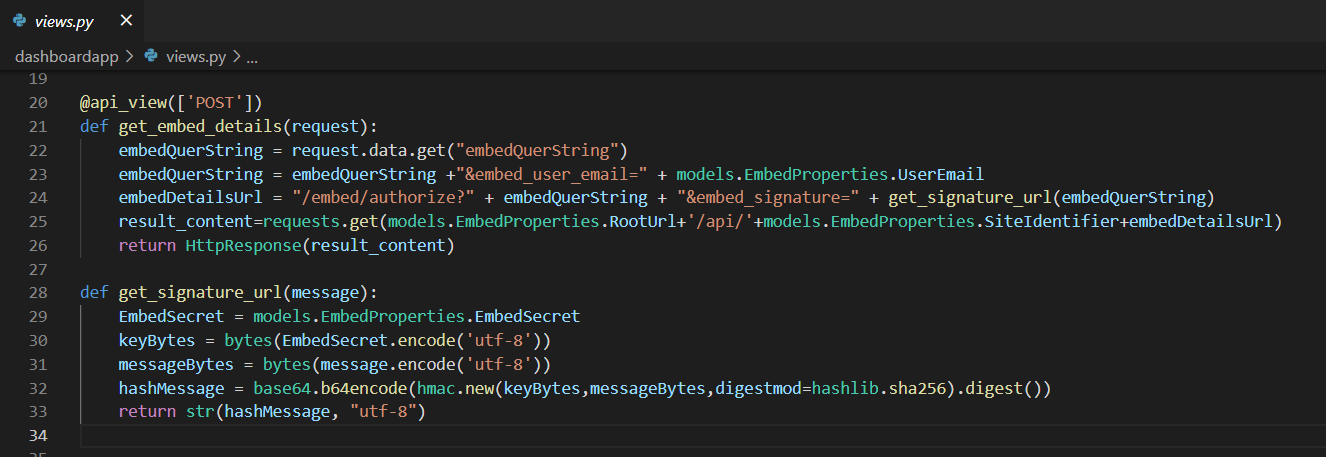 views.py ×
dashboardapp > views.py > ...
19
20 @api_view(['POST'])
21 def get_embed_details(request):
22     embedQuerString = request.data.get("embedQuerString")
23     embedQuerString = embedQuerString +"&embed_user_email=" + models.EmbedProperties.UserEmail
24     embedDetailsUrl = "/embed/authorize?" + embedQuerString + "&embed_signature=" + get_signature_url(embedQuerString)
25     result_content=requests.get(models.EmbedProperties.RootUrl+'/api/'+models.EmbedProperties.SiteIdentifier+embedDetailsUrl)
26     return HttpResponse(result_content)
27
28 def get_signature_url(message):
29     EmbedSecret = models.EmbedProperties.EmbedSecret
30     keyBytes = bytes(EmbedSecret.encode('utf-8'))
31     messageBytes = bytes(message.encode('utf-8'))
32     hashMessage = base64.b64encode(hmac.new(keyBytes,messageBytes,digestmod=hashlib.sha256).digest())
33     return str(hashMessage, "utf-8")
34